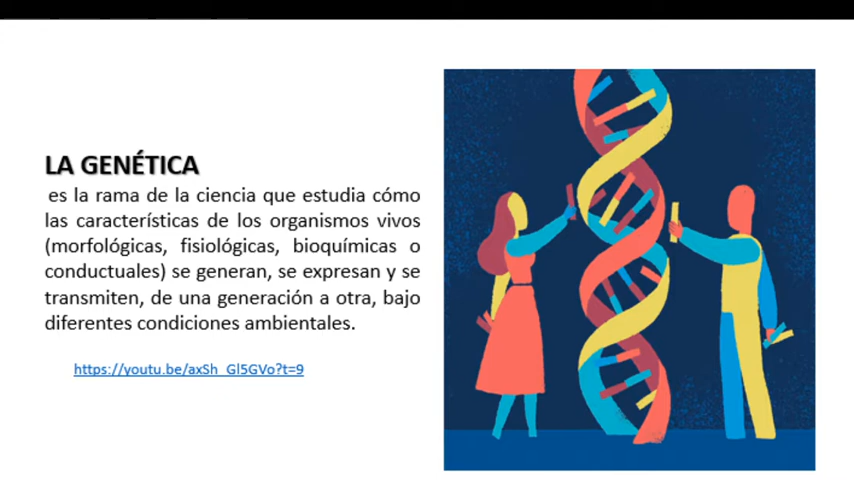 LA GENÉTICA
es la rama de la ciencia que estudia cómo
las características de los organismos vivos
(morfológicas, fisiológicas, bioquímicas o
conductuales) se generan, se expresan y se
transmiten, de una generación a otra, bajo
diferentes condiciones ambientales.
https://youtu.be/axSh_Gl5GVo?t=9